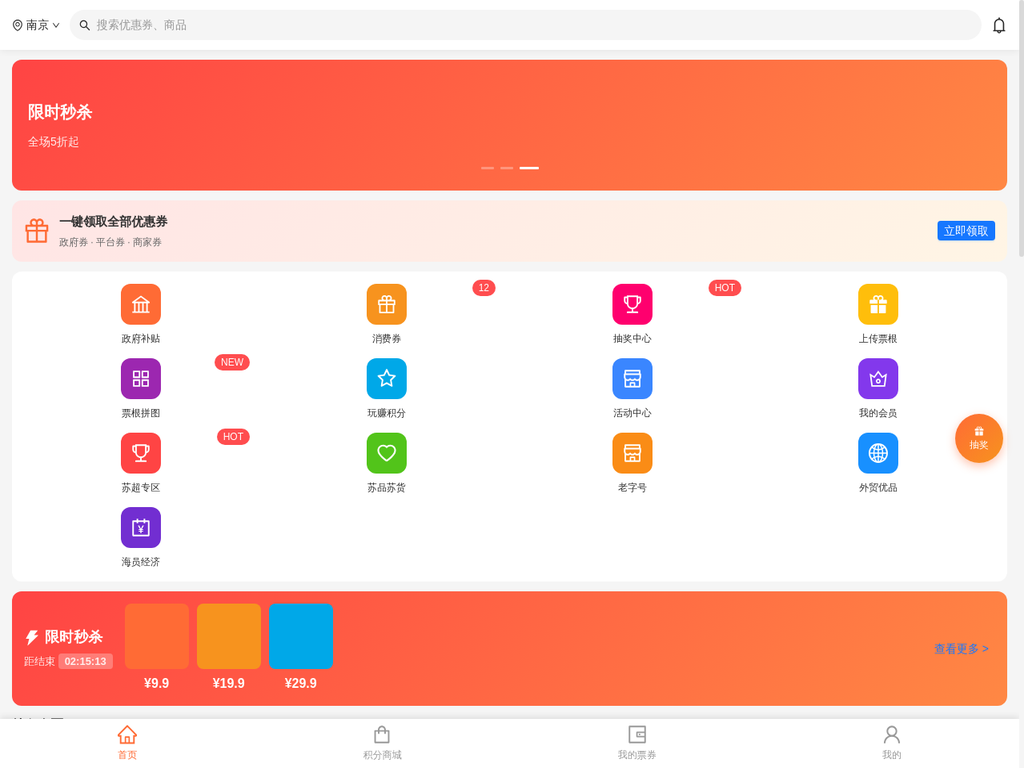 南京
搜索优惠券、商品
限时秒杀
全场5折起
一键领取全部优惠券
政府券 · 平台券 · 商家券
立即领取
政府补贴
12
消费券
HOT
抽奖中心
上传票根
NEW
票根拼图
玩赚积分
活动中心
我的会员
HOT
苏超专区
苏品苏货
老字号
外贸优品
抽奖
海员经济
限时秒杀
距结束 02:15:13
¥9.9
¥19.9
¥29.9
查看更多 >
首页
积分商城
我的票券
我的